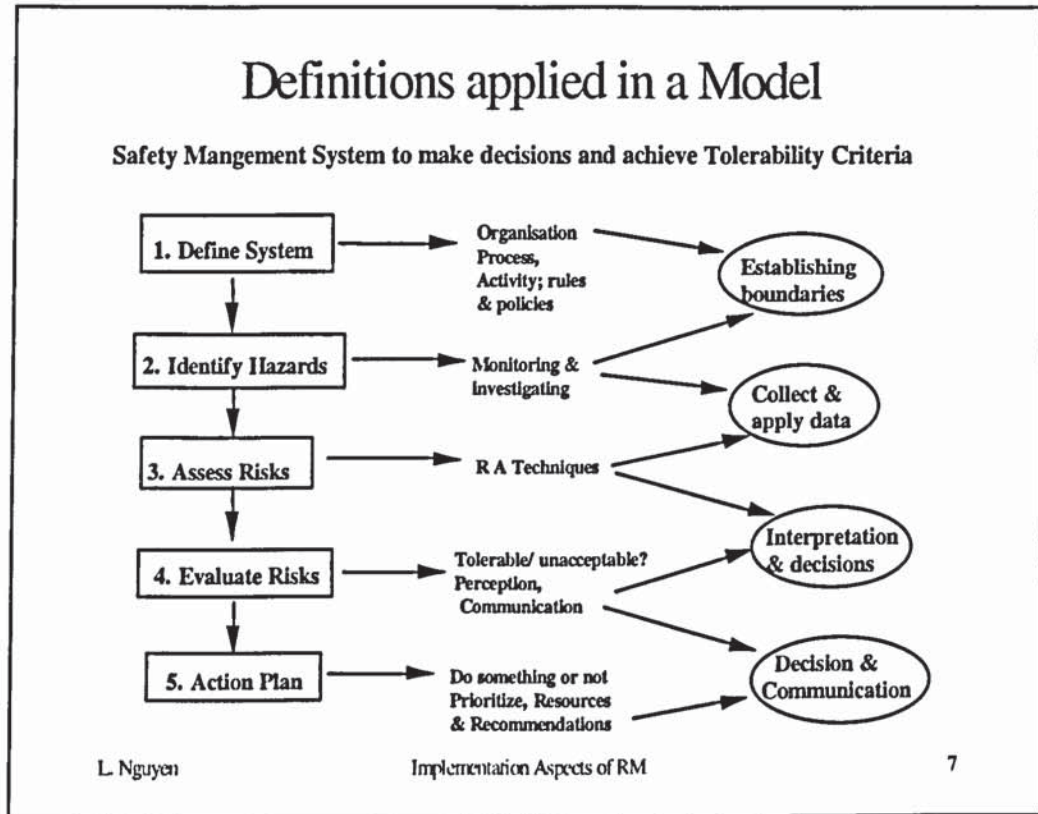 Definitions applied in a Model
Safety Mangement System to make decisions and achieve Tolerability Criteria
1. Define System
Organisation
Process,
Activity; rules
& policies
Establishing
boundaries
2. Identify Hazards
Monitoring &
Investigating
Collect &
apply data
3. Assess Risks
R A Techniques
Interpretation
& decisions
4. Evaluate Risks
Tolerable/ unacceptable?
Perception,
Communication
5. Action Plan
Do something or not
Prioritize, Resources
& Recommendations
Decision &
Communication
L. Nguyen
Implementation Aspects of RM
7